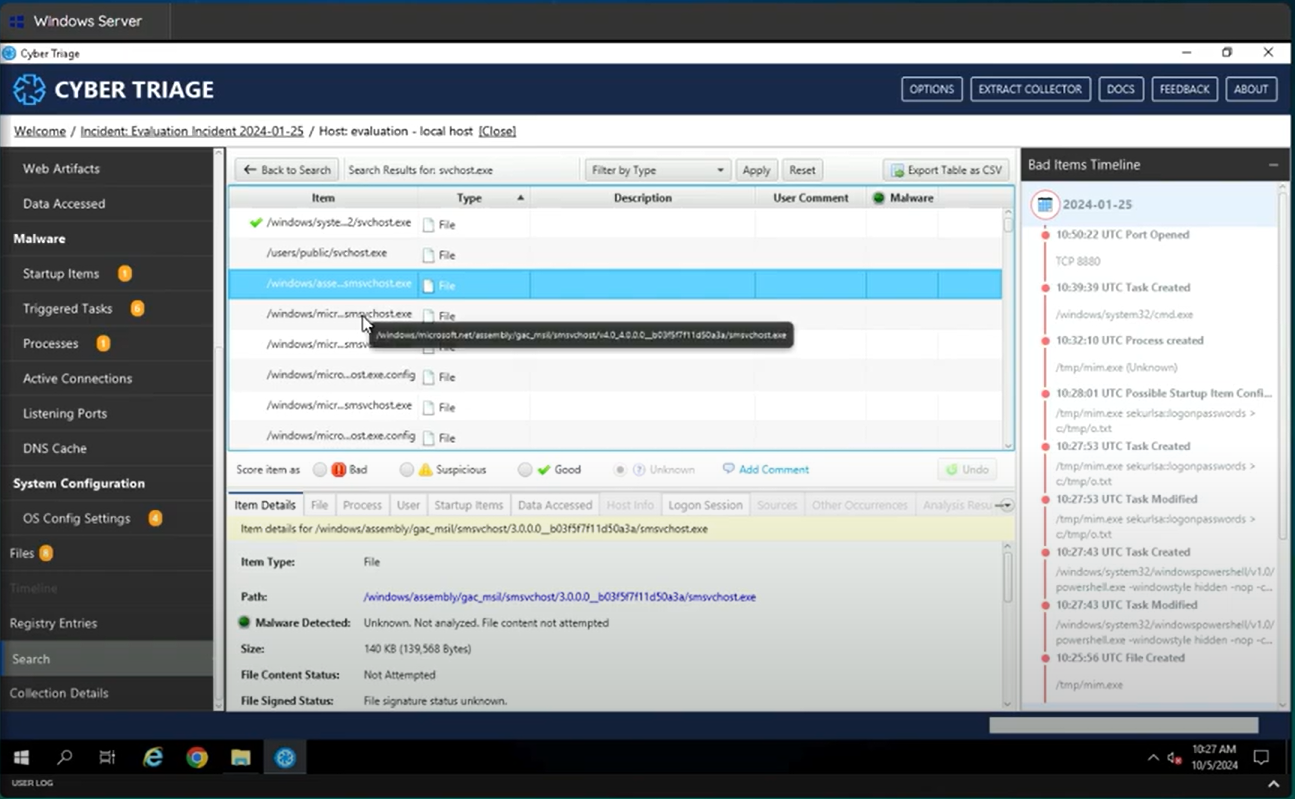 Windows Server
Cyber Triage
CYBER TRIAGE
OPTIONS EXTRACT COLLECTOR DOCS FEEDBACK ABOUT
Welcome / Incident: Evaluation Incident 2024-01-25 / Host: evaluation - local host [Close]
Web Artifacts
Data Accessed
Malware
Startup Items 1
Triggered Tasks 6
Processes 1
Active Connections
Listening Ports
DNS Cache
System Configuration
OS Config Settings 4
Files 8
Timeline
Registry Entries
Search
Collection Details
Back to Search Search Results for: svchost.exe Filter by Type Apply Reset Export Table as CSV
Item Type Description User Comment Malware
/windows/syste...2/svchost.exe File
/users/public/svchost.exe File
/windows/asse...smsvchost.exe File
/windows/micr...smsvchost.exe File
/windows/microsoft.net/assembly/gac_msil/smsvchost/v4.0_4.0.0.0__b03f5f7f11d50a3a/smsvchost.exe
/windows/micr...smsv File
/windows/micro...ost.exe.config File
/windows/micr...smsvchost.exe File
/windows/micro...ost.exe.config File
Score item as Bad Suspicious Good Unknown Add Comment Undo
Item Details File Process User Startup Items Data Accessed Host Info Logon Session Sources Other Occurrences Analysis Resu
Item details for /windows/assembly/gac_msil/smsvchost/3.0.0.0__b03f5f7f11d50a3a/smsvchost.exe
Item Type: File
Path: /windows/assembly/gac_msil/smsvchost/3.0.0.0__b03f5f7f11d50a3a/smsvchost.exe
Malware Detected: Unknown. Not analyzed. File content not attempted
Size: 140 KB (139,568 Bytes)
File Content Status: Not Attempted
File Signed Status: File signature status unknown.
Bad Items Timeline
2024-01-25
10:50:22 UTC Port Opened
TCP 8880
10:39:39 UTC Task Created
/windows/system32/cmd.exe
10:32:10 UTC Process created
/tmp/mim.exe (Unknown)
10:28:01 UTC Possible Startup Item Confi...
/tmp/mim.exe sekurlsa::logonpasswords >
c:/tmp/o.txt
10:27:53 UTC Task Created
/tmp/mim.exe sekurlsa::logonpasswords >
c:/tmp/o.txt
10:27:53 UTC Task Modified
/tmp/mim.exe sekurlsa::logonpasswords >
c:/tmp/o.txt
10:27:43 UTC Task Created
/windows/system32/windowspowershell/v1.0/
powershell.exe -windowstyle hidden -nop -c...
10:27:43 UTC Task Modified
/windows/system32/windowspowershell/v1.0/
powershell.exe -windowstyle hidden -nop -c...
10:25:56 UTC File Created
/tmp/mim.exe
10:27 AM
10/5/2024
USER LOG